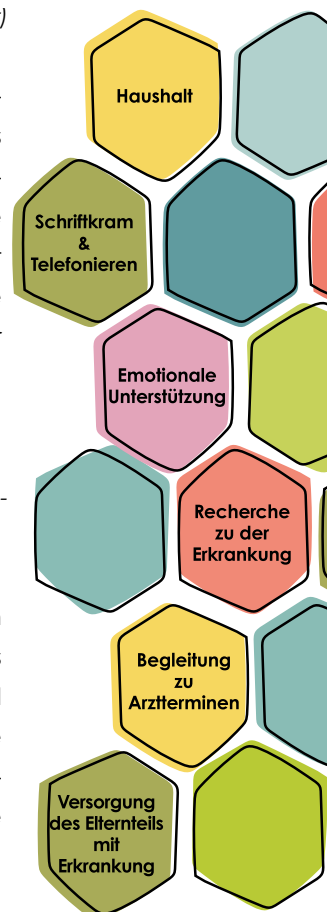 Haushalt
Schriftkram
&
Telefonieren
Emotionale
Unterstützung
Recherche
zu der
Erkrankung
Begleitung
zu
Arztterminen
Versorgung
des Elternteils
mit
Erkrankung